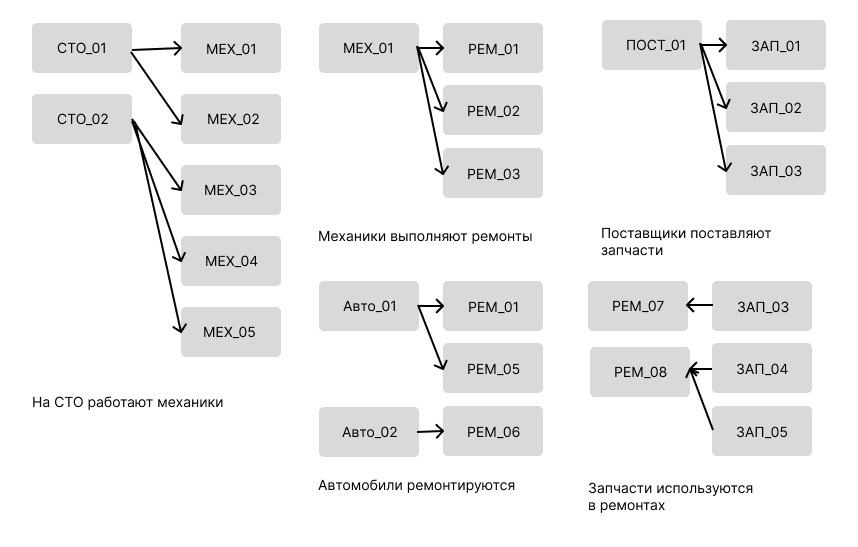 СТО_01
МЕХ_01
СТО_02
МЕХ_02
МЕХ_03
МЕХ_04
МЕХ_05
На СТО работают механики
МЕХ_01
РЕМ_01
РЕМ_02
РЕМ_03
Механики выполняют ремонты
ПОСТ_01
ЗАП_01
ЗАП_02
ЗАП_03
Поставщики поставляют
запчасти
Авто_01
РЕМ_01
РЕМ_05
Авто_02
РЕМ_06
Автомобили ремонтируются
РЕМ_07
ЗАП_03
РЕМ_08
ЗАП_04
ЗАП_05
Запчасти используются
в ремонтах